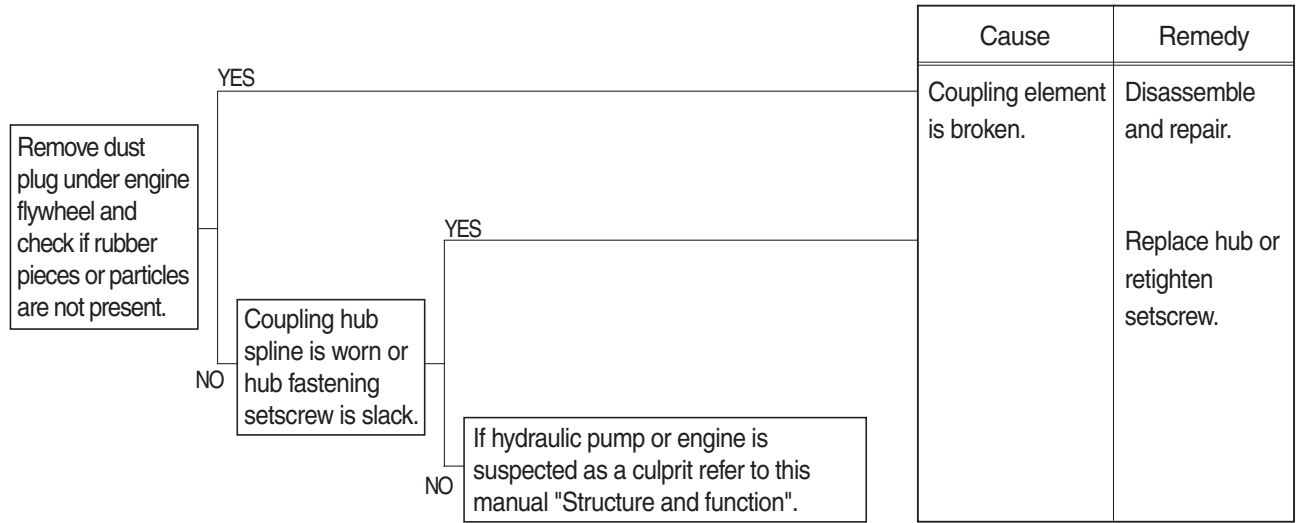 Cause
Remedy
YES
Coupling element
is broken.
Disassemble
and repair.
Remove dust
plug under engine
flywheel and
check if rubber
pieces or particles
are not present.
YES
Replace hub or
retighten
setscrew.
NO
Coupling hub
spline is worn or
hub fastening
setscrew is slack.
NO
If hydraulic pump or engine is
suspected as a culprit refer to this
manual "Structure and function".